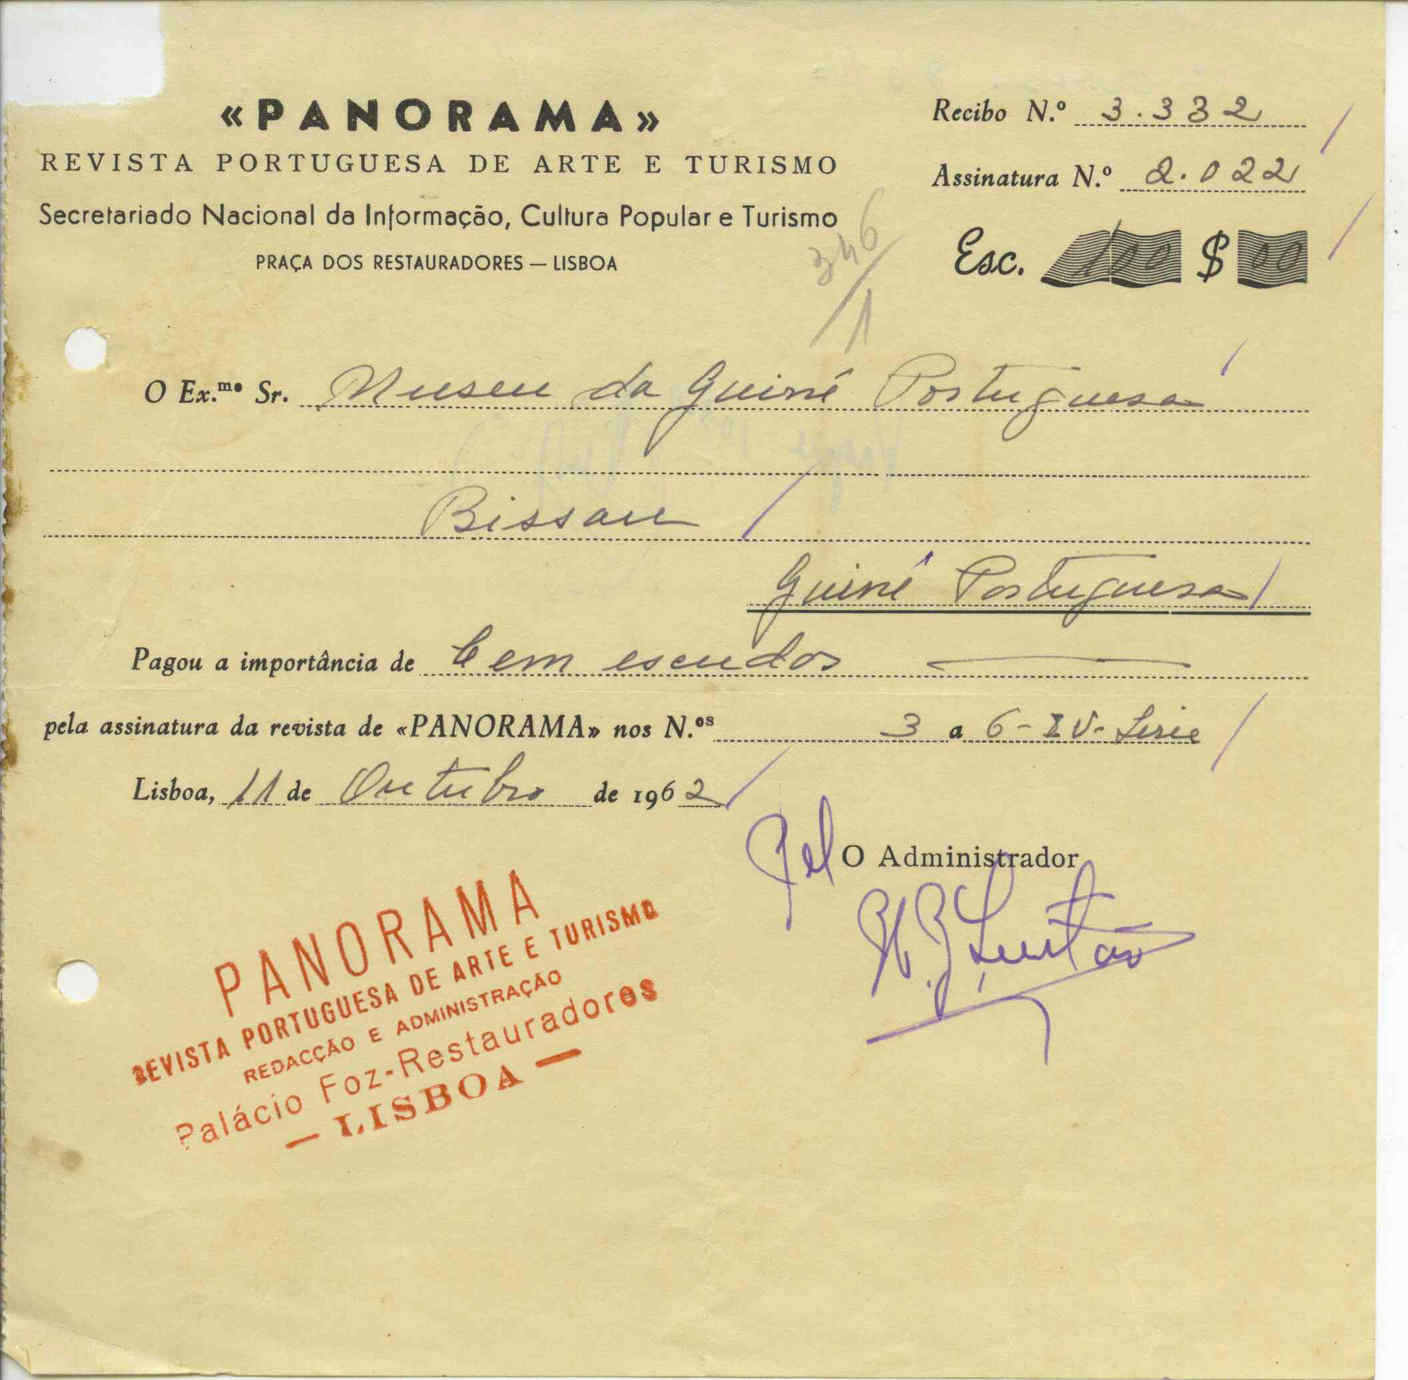 «PANORAMA»
REVISTA PORTUGUESA DE ARTE E TURISMO
Secretariado Nacional da Informação, Cultura Popular e Turismo
PRAÇA DOS RESTAURADORES — LISBOA
Recibo N.º 3.332
Assinatura N.º 2.022
Esc. 100 $ 00
346/1
O Ex.mo Sr. Museu da Guiné Portuguesa
Bissau
Guiné Portuguesa
Pagou a importância de Cem escudos
pela assinatura da revista de «PANORAMA» nos N.os 3 a 6 - IV - Série
Lisboa, 11 de Outubro de 1962
Pel O Administrador
PANORAMA
REVISTA PORTUGUESA DE ARTE E TURISMO
REDACÇÃO E ADMINISTRAÇÃO
Palácio Foz-Restauradores
— LISBOA —